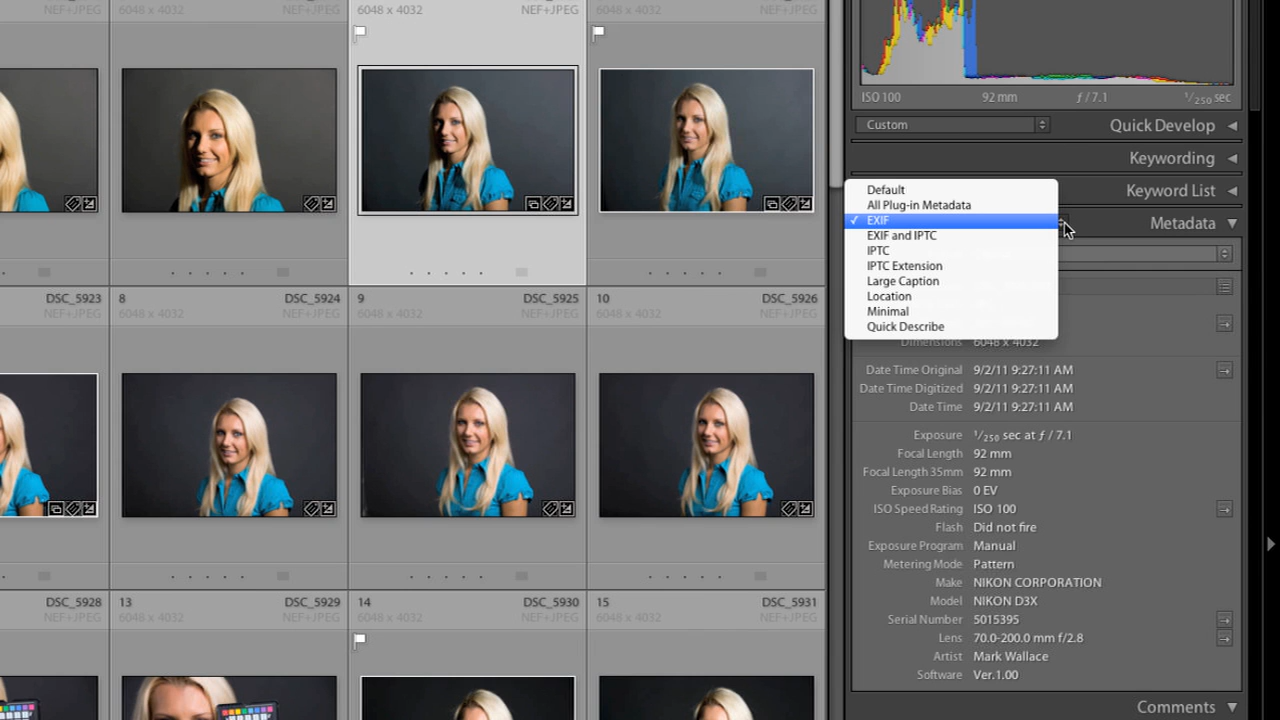 6048 x 4032
NEF+JPEG
6048 x 4032
NEF+JPEG
6048 x 4032
NEF+JPEG
DSC_5923
NEF+JPEG
8
DSC_5924
6048 x 4032
NEF+JPEG
9
DSC_5925
6048 x 4032
NEF+JPEG
10
DSC_5926
6048 x 4032
NEF+JPEG
DSC_5928
NEF+JPEG
13
DSC_5929
6048 x 4032
NEF+JPEG
14
DSC_5930
6048 x 4032
NEF+JPEG
15
DSC_5931
6048 x 4032
NEF+JPEG
ISO 100 92 mm ƒ / 7.1 1/250 sec
Custom
Quick Develop
Keywording
Keyword List
Metadata
Default
All Plug-in Metadata
✓ EXIF
EXIF and IPTC
IPTC
IPTC Extension
Large Caption
Location
Minimal
Quick Describe
Dimensions 6048 x 4032
Date Time Original 9/2/11 9:27:11 AM
Date Time Digitized 9/2/11 9:27:11 AM
Date Time 9/2/11 9:27:11 AM
Exposure 1/250 sec at ƒ / 7.1
Focal Length 92 mm
Focal Length 35mm 92 mm
Exposure Bias 0 EV
ISO Speed Rating ISO 100
Flash Did not fire
Exposure Program Manual
Metering Mode Pattern
Make NIKON CORPORATION
Model NIKON D3X
Serial Number 5015395
Lens 70.0-200.0 mm f/2.8
Artist Mark Wallace
Software Ver.1.00
Comments